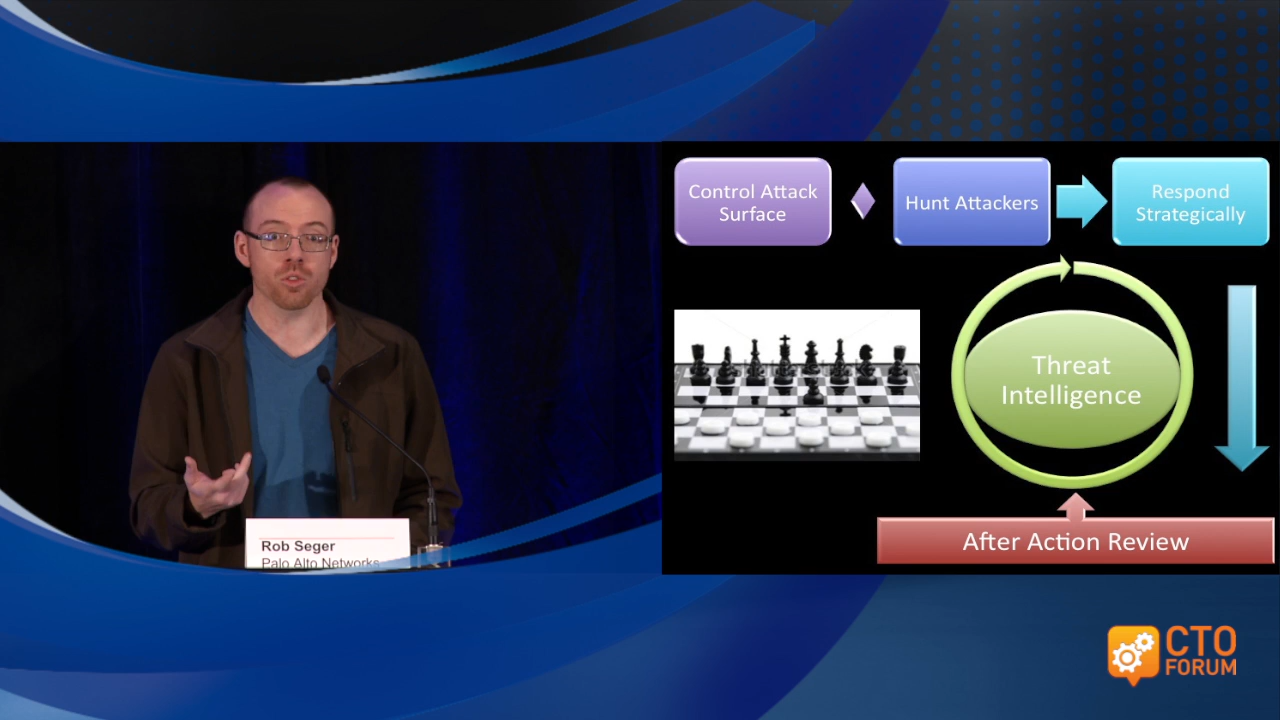 Control Attack
Surface
Hunt Attackers
Respond
Strategically
Threat
Intelligence
After Action Review
Rob Seger
Palo Alto Networks
CTO
FORUM